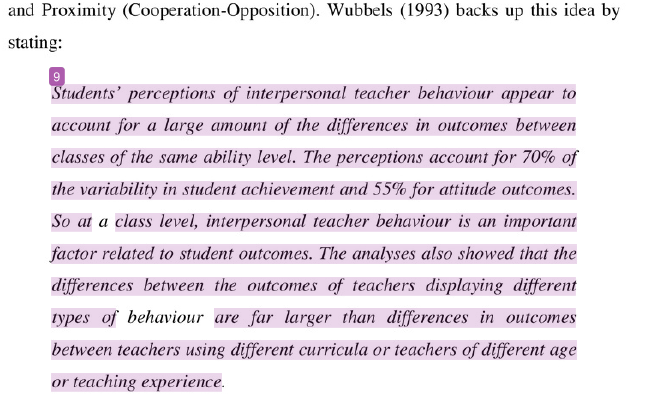 and Proximity (Cooperation-Opposition). Wubbels (1993) backs up this idea by
stating:
9
Students’ perceptions of interpersonal teacher behaviour appear to
account for a large amount of the differences in outcomes between
classes of the same ability level. The perceptions account for 70% of
the variability in student achievement and 55% for attitude outcomes.
So at a class level, interpersonal teacher behaviour is an important
factor related to student outcomes. The analyses also showed that the
differences between the outcomes of teachers displaying different
types of behaviour are far larger than differences in outcomes
between teachers using different curricula or teachers of different age
or teaching experience.